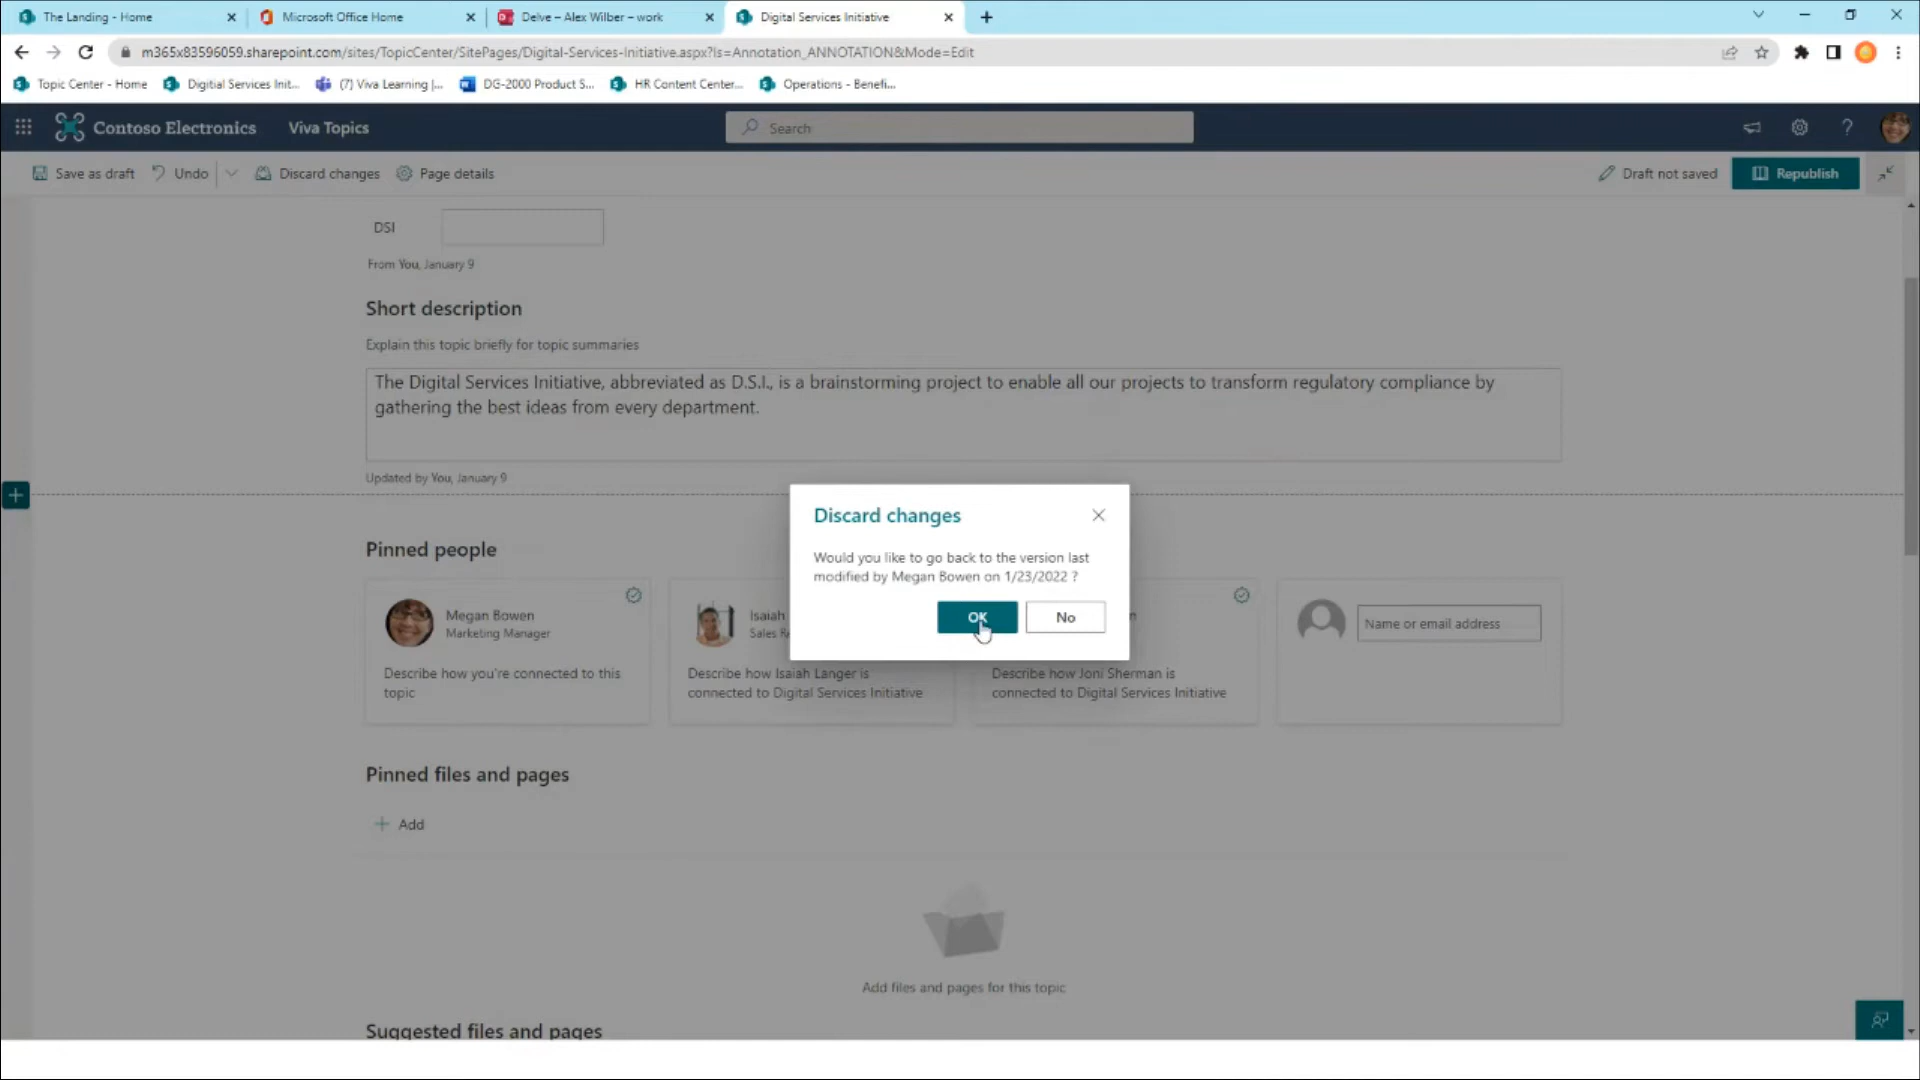 The Landing - Home
Microsoft Office Home
Delve – Alex Wilber – work
Digital Services Initiative
m365x83596059.sharepoint.com/sites/TopicCenter/SitePages/Digital-Services-Initiative.aspx?ls=Annotation_ANNOTATION&Mode=Edit
Topic Center - Home
Digitial Services Init...
(7) Viva Learning |...
DG-2000 Product S...
HR Content Center...
Operations - Benefi...
Contoso Electronics
Viva Topics
Search
Save as draft
Undo
Discard changes
Page details
Draft not saved
Republish
DSI
From You, January 9
Short description
Explain this topic briefly for topic summaries
The Digital Services Initiative, abbreviated as D.S.I., is a brainstorming project to enable all our projects to transform regulatory compliance by
gathering the best ideas from every department.
Updated by You, January 9
Discard changes
Would you like to go back to the version last
modified by Megan Bowen on 1/23/2022 ?
OK
No
Pinned people
Megan Bowen
Marketing Manager
Describe how you're connected to this
topic
Isaiah
Sales
Describe how Isaiah Langer is
connected to Digital Services Initiative
Describe how Joni Sherman is
connected to Digital Services Initiative
Name or email address
Pinned files and pages
Add
Add files and pages for this topic
Suggested files and pages